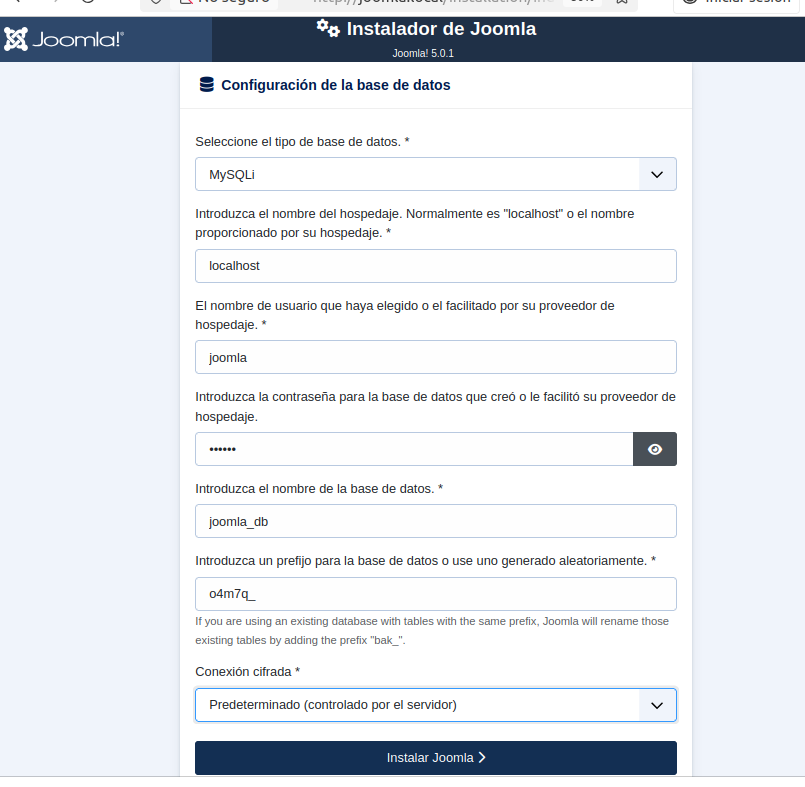 Joomla!
Instalador de Joomla
Joomla! 5.0.1
Configuración de la base de datos
Seleccione el tipo de base de datos. *
MySQLi
Introduzca el nombre del hospedaje. Normalmente es "localhost" o el nombre
proporcionado por su hospedaje. *
localhost
El nombre de usuario que haya elegido o el facilitado por su proveedor de
hospedaje. *
joomla
Introduzca la contraseña para la base de datos que creó o le facilitó su proveedor de
hospedaje.
••••••
Introduzca el nombre de la base de datos. *
joomla_db
Introduzca un prefijo para la base de datos o use uno generado aleatoriamente. *
o4m7q_
If you are using an existing database with tables with the same prefix, Joomla will rename those
existing tables by adding the prefix "bak_".
Conexión cifrada *
Predeterminado (controlado por el servidor)
Instalar Joomla